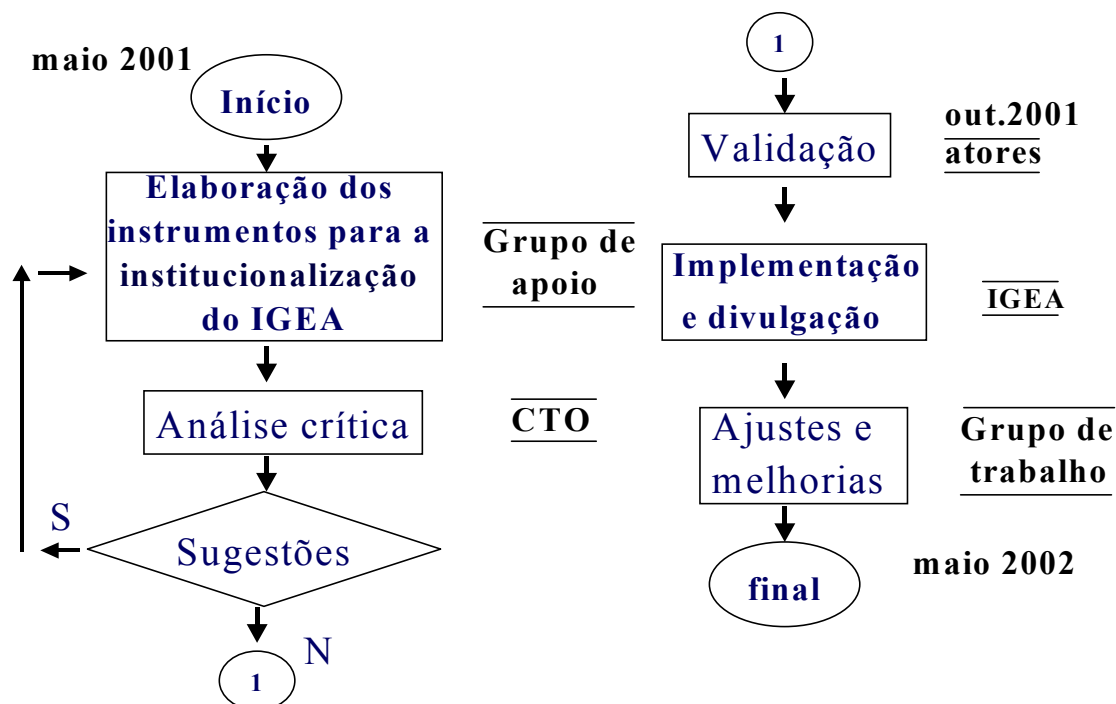 maio 2001
Início
Elaboração dos
instrumentos para a
institucionalização
do IGEA
Grupo de
apoio
Análise crítica
CTO
Sugestões
S
N
1
1
Validação
out.2001
atores
Implementação
e divulgação
IGEA
Ajustes e
melhorias
Grupo de
trabalho
final
maio 2002